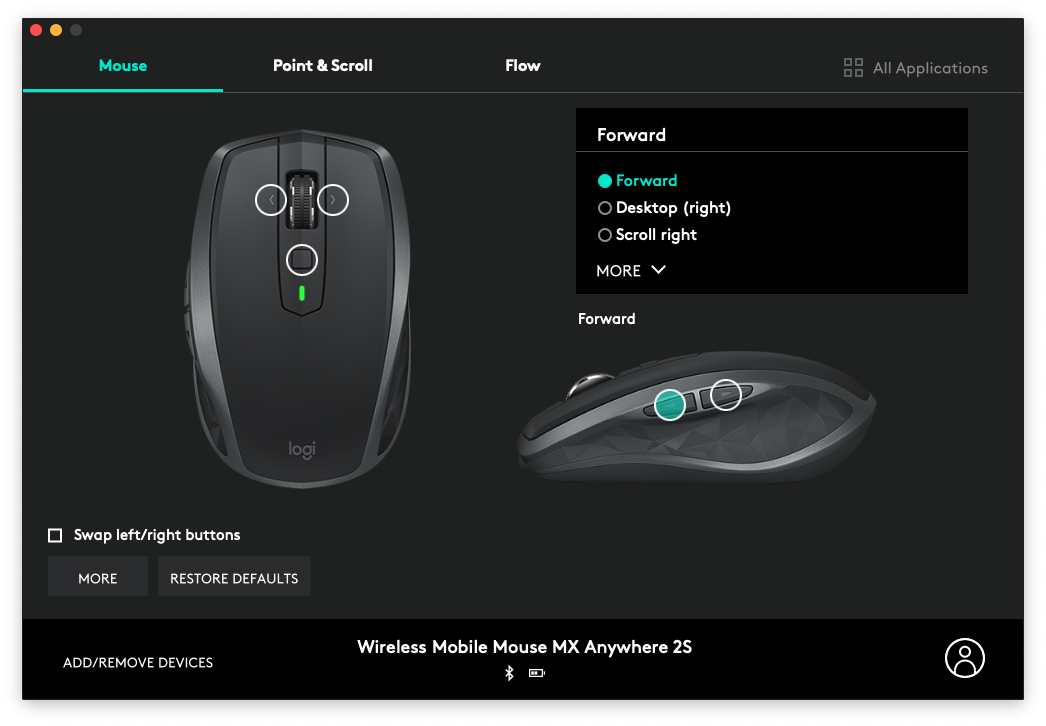 Mouse
Point & Scroll
Flow
All Applications
Forward
Forward
Desktop (right)
Scroll right
MORE
Forward
logi
Swap left/right buttons
MORE
RESTORE DEFAULTS
ADD/REMOVE DEVICES
Wireless Mobile Mouse MX Anywhere 2S